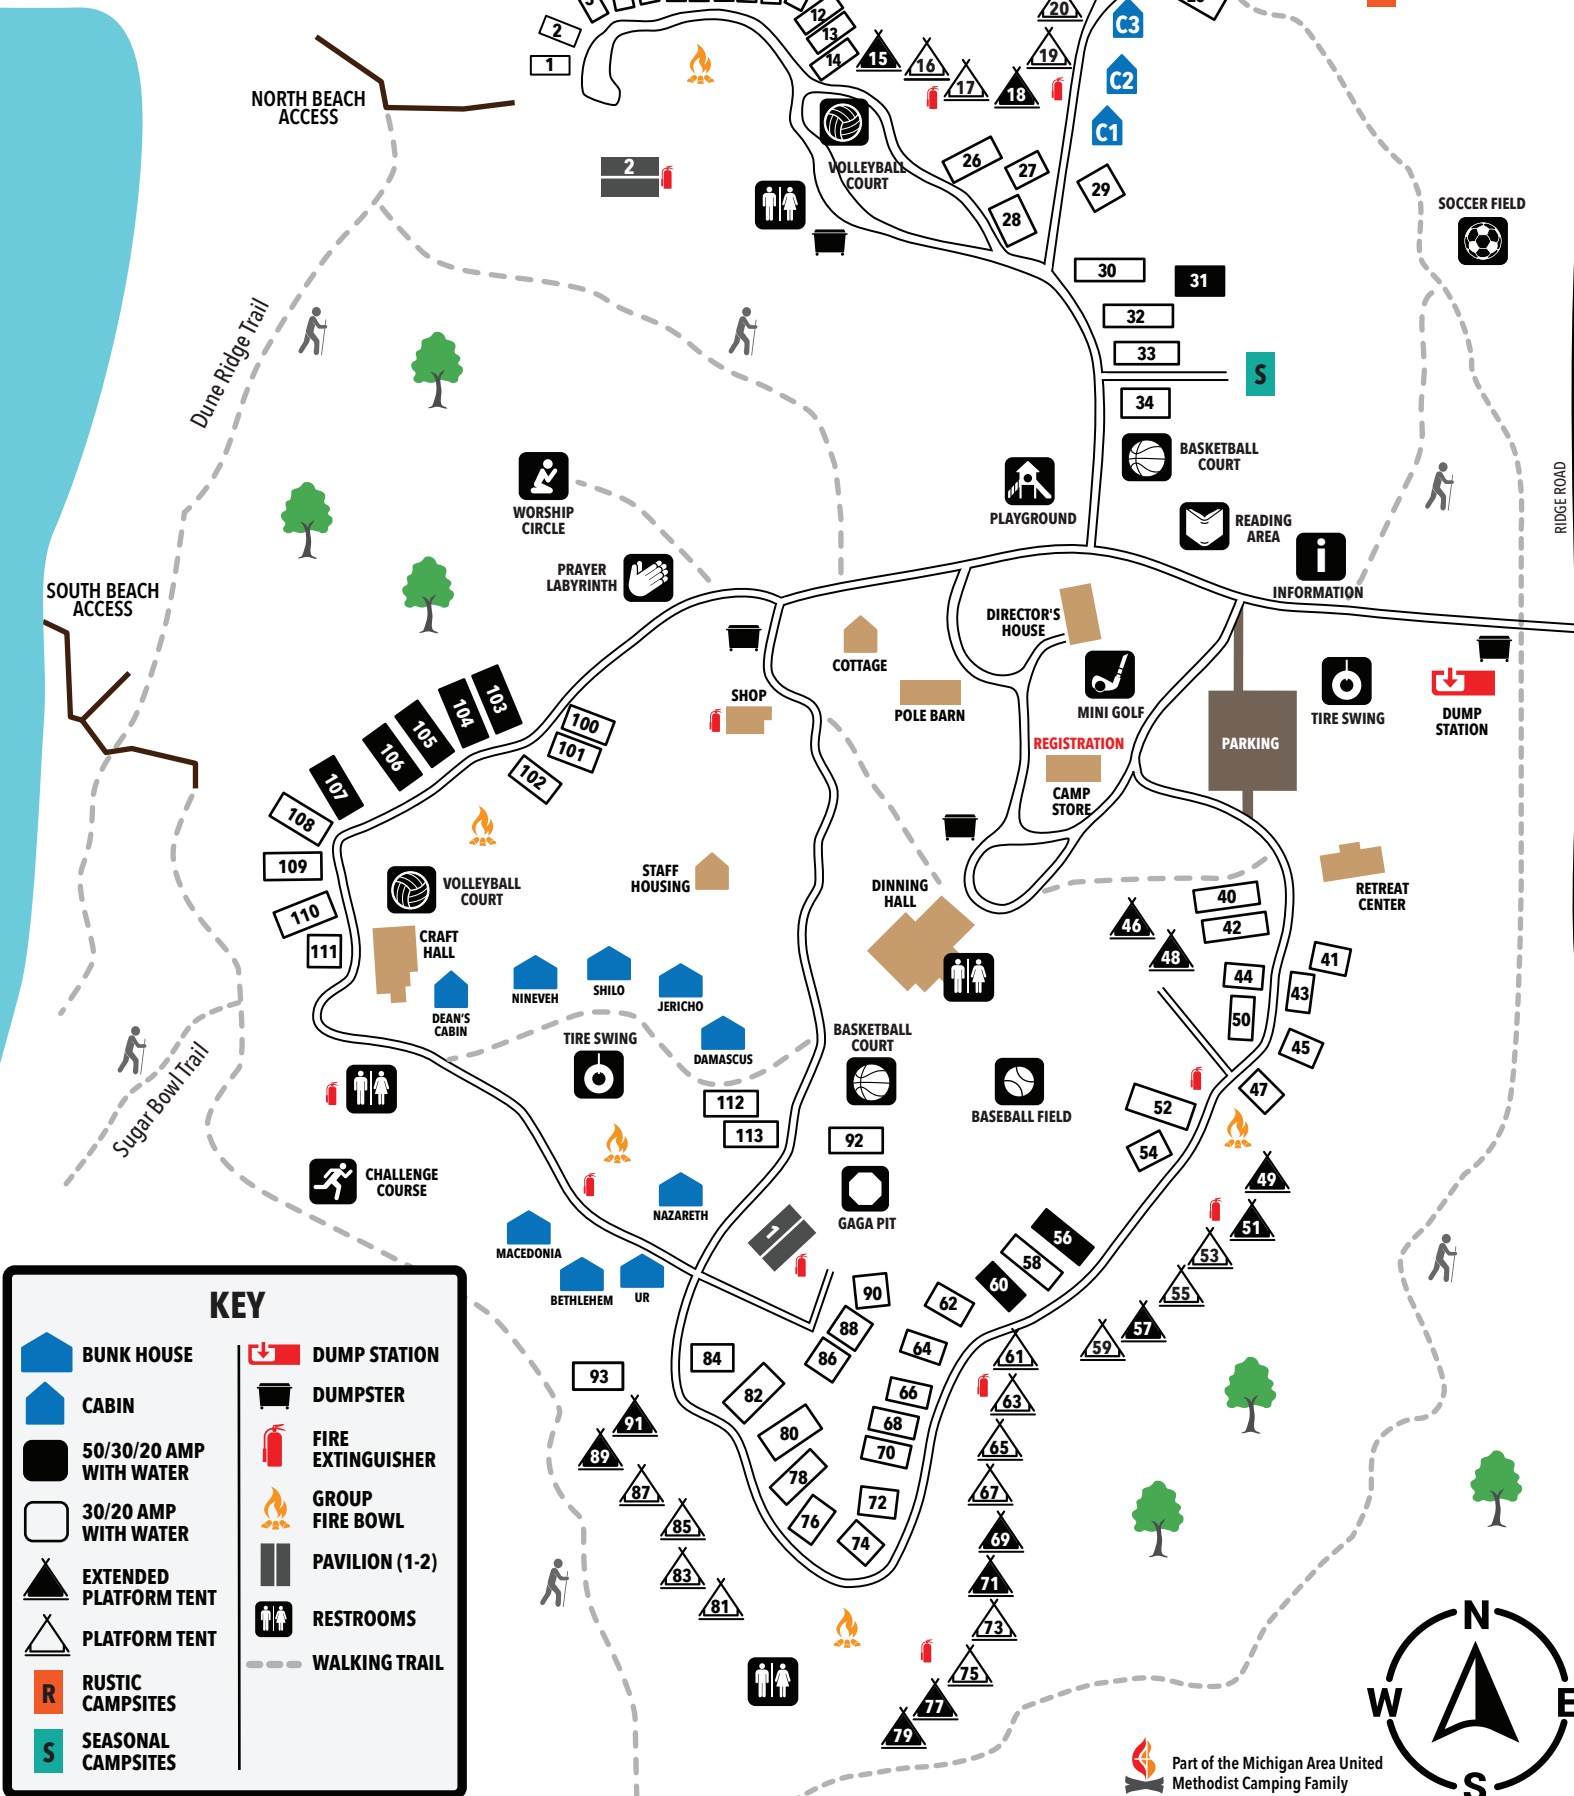 3
2
1
12
13
14
15
16
17
18
19
20
C3
C2
C1
NORTH BEACH
ACCESS
2
VOLLEYBALL
COURT
26
27
28
29
SOCCER FIELD
30
31
32
33
S
34
Dune Ridge Trail
BASKETBALL
COURT
PLAYGROUND
READING
AREA
INFORMATION
RIDGE ROAD
WORSHIP
CIRCLE
PRAYER
LABYRINTH
SOUTH BEACH
ACCESS
DIRECTOR'S
HOUSE
COTTAGE
SHOP
POLE BARN
MINI GOLF
TIRE SWING
DUMP
STATION
REGISTRATION
CAMP
STORE
PARKING
103
104
105
106
107
100
101
102
108
109
110
111
VOLLEYBALL
COURT
STAFF
HOUSING
DINNING
HALL
RETREAT
CENTER
CRAFT
HALL
DEAN'S
CABIN
NINEVEH
SHILO
JERICHO
DAMASCUS
TIRE SWING
BASKETBALL
COURT
BASEBALL FIELD
40
42
46
48
44
41
43
50
45
47
52
54
49
51
53
55
57
59
Sugar Bowl Trail
112
113
92
GAGA PIT
CHALLENGE
COURSE
NAZARETH
MACEDONIA
BETHLEHEM
UR
1
56
58
60
62
64
66
68
70
72
74
76
78
80
82
84
86
88
90
93
91
89
87
85
83
81
61
63
65
67
69
71
73
75
77
79
KEY
BUNK HOUSE
CABIN
50/30/20 AMP
WITH WATER
30/20 AMP
WITH WATER
EXTENDED
PLATFORM TENT
PLATFORM TENT
R
RUSTIC
CAMPSITES
S
SEASONAL
CAMPSITES
DUMP STATION
DUMPSTER
FIRE
EXTINGUISHER
GROUP
FIRE BOWL
PAVILION (1-2)
RESTROOMS
WALKING TRAIL
N
W
E
S
Part of the Michigan Area United
Methodist Camping Family